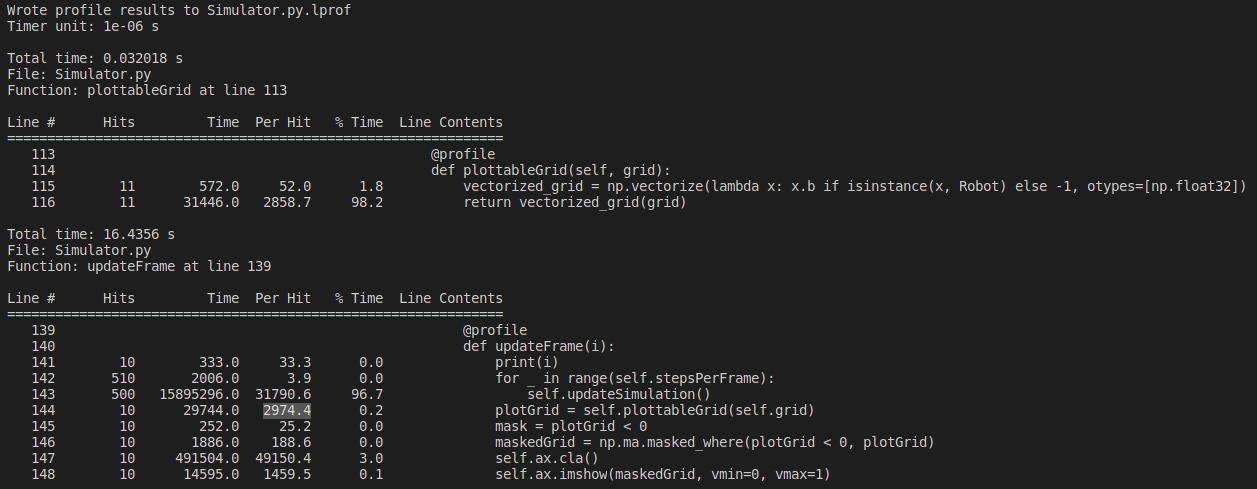 Wrote profile results to Simulator.py.lprof
Timer unit: 1e-06 s

Total time: 0.032018 s
File: Simulator.py
Function: plottableGrid at line 113

Line #      Hits         Time  Per Hit   % Time  Line Contents
==============================================================
   113                                               @profile
   114                                               def plottableGrid(self, grid):
   115        11        572.0     52.0      1.8          vectorized_grid = np.vectorize(lambda x: x.b if isinstance(x, Robot) else -1, otypes=[np.float32])
   116        11      31446.0   2858.7     98.2          return vectorized_grid(grid)

Total time: 16.4356 s
File: Simulator.py
Function: updateFrame at line 139

Line #      Hits         Time  Per Hit   % Time  Line Contents
==============================================================
   139                                                   @profile
   140                                                   def updateFrame(i):
   141        10        333.0     33.3      0.0              print(i)
   142       510       2006.0      3.9      0.0              for _ in range(self.stepsPerFrame):
   143       500   15895296.0  31790.6     96.7                  self.updateSimulation()
   144        10      29744.0   2974.4      0.2              plotGrid = self.plottableGrid(self.grid)
   145        10        252.0     25.2      0.0              mask = plotGrid < 0
   146        10       1886.0    188.6      0.0              maskedGrid = np.ma.masked_where(plotGrid < 0, plotGrid)
   147        10     491504.0  49150.4      3.0              self.ax.cla()
   148        10      14595.0   1459.5      0.1              self.ax.imshow(maskedGrid, vmin=0, vmax=1)